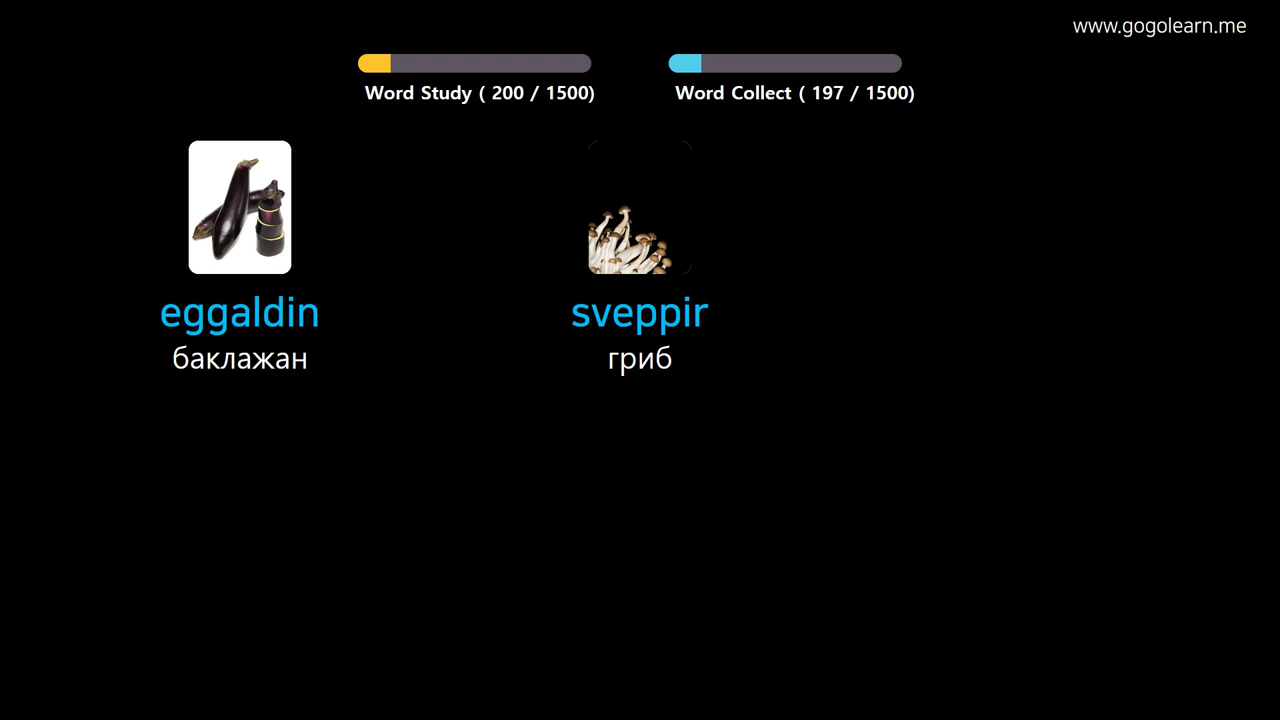 www.gogolearn.me
Word Study ( 200 / 1500)
Word Collect ( 197 / 1500)
eggaldin
баклажан
sveppir
гриб